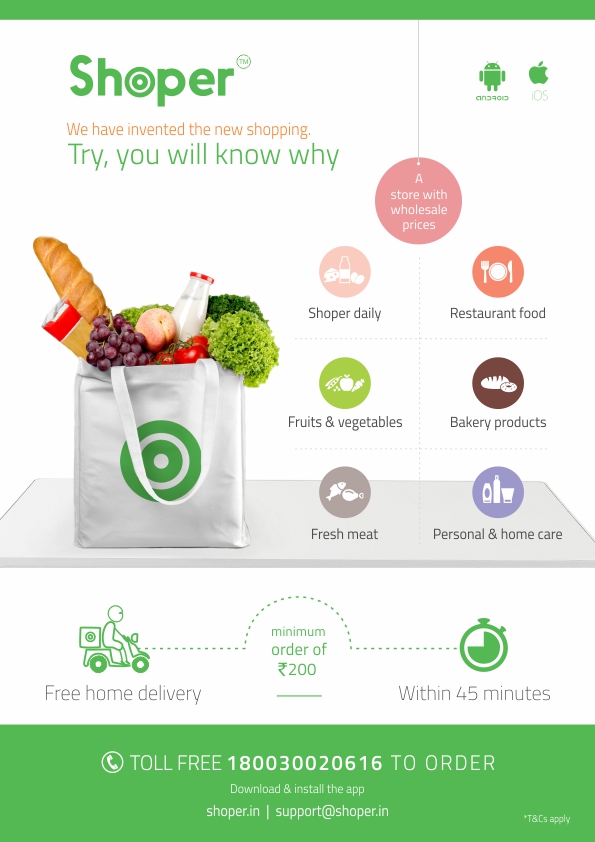 Shoper TM
ANDROID
iOS
We have invented the new shopping.
Try, you will know why
A
store with
wholesale
prices
Shoper daily
Restaurant food
Fruits & vegetables
Bakery products
Fresh meat
Personal & home care
minimum
order of
₹200
Free home delivery
Within 45 minutes
TOLL FREE 180030020616 TO ORDER
Download & install the app
shoper.in | support@shoper.in
*T&Cs apply